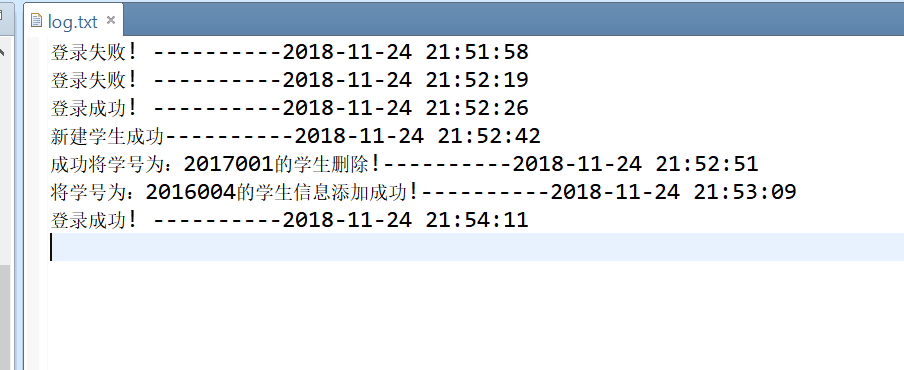 log.txt
登录失败! ----------2018-11-24 21:51:58
登录失败! ----------2018-11-24 21:52:19
登录成功! ----------2018-11-24 21:52:26
新建学生成功----------2018-11-24 21:52:42
成功将学号为：2017001的学生删除!----------2018-11-24 21:52:51
将学号为：2016004的学生信息添加成功!----------2018-11-24 21:53:09
登录成功! ----------2018-11-24 21:54:11